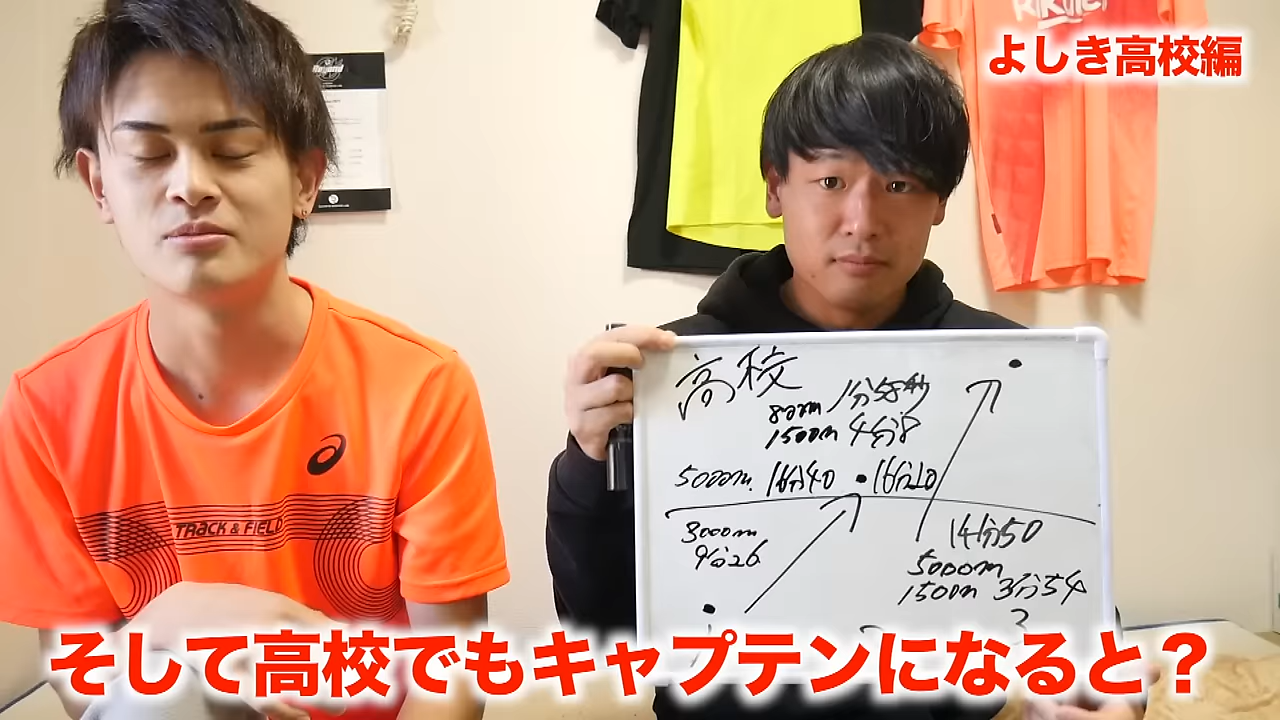 よしき高校編
Beyond
高校
800m 1分58秒
1500m 4分8
5000m. 16分40
16分10
3000m
9分26
14分50
5000m
1500m 3分54
3
TRACK & FIELD
そして高校でもキャプテンになると？